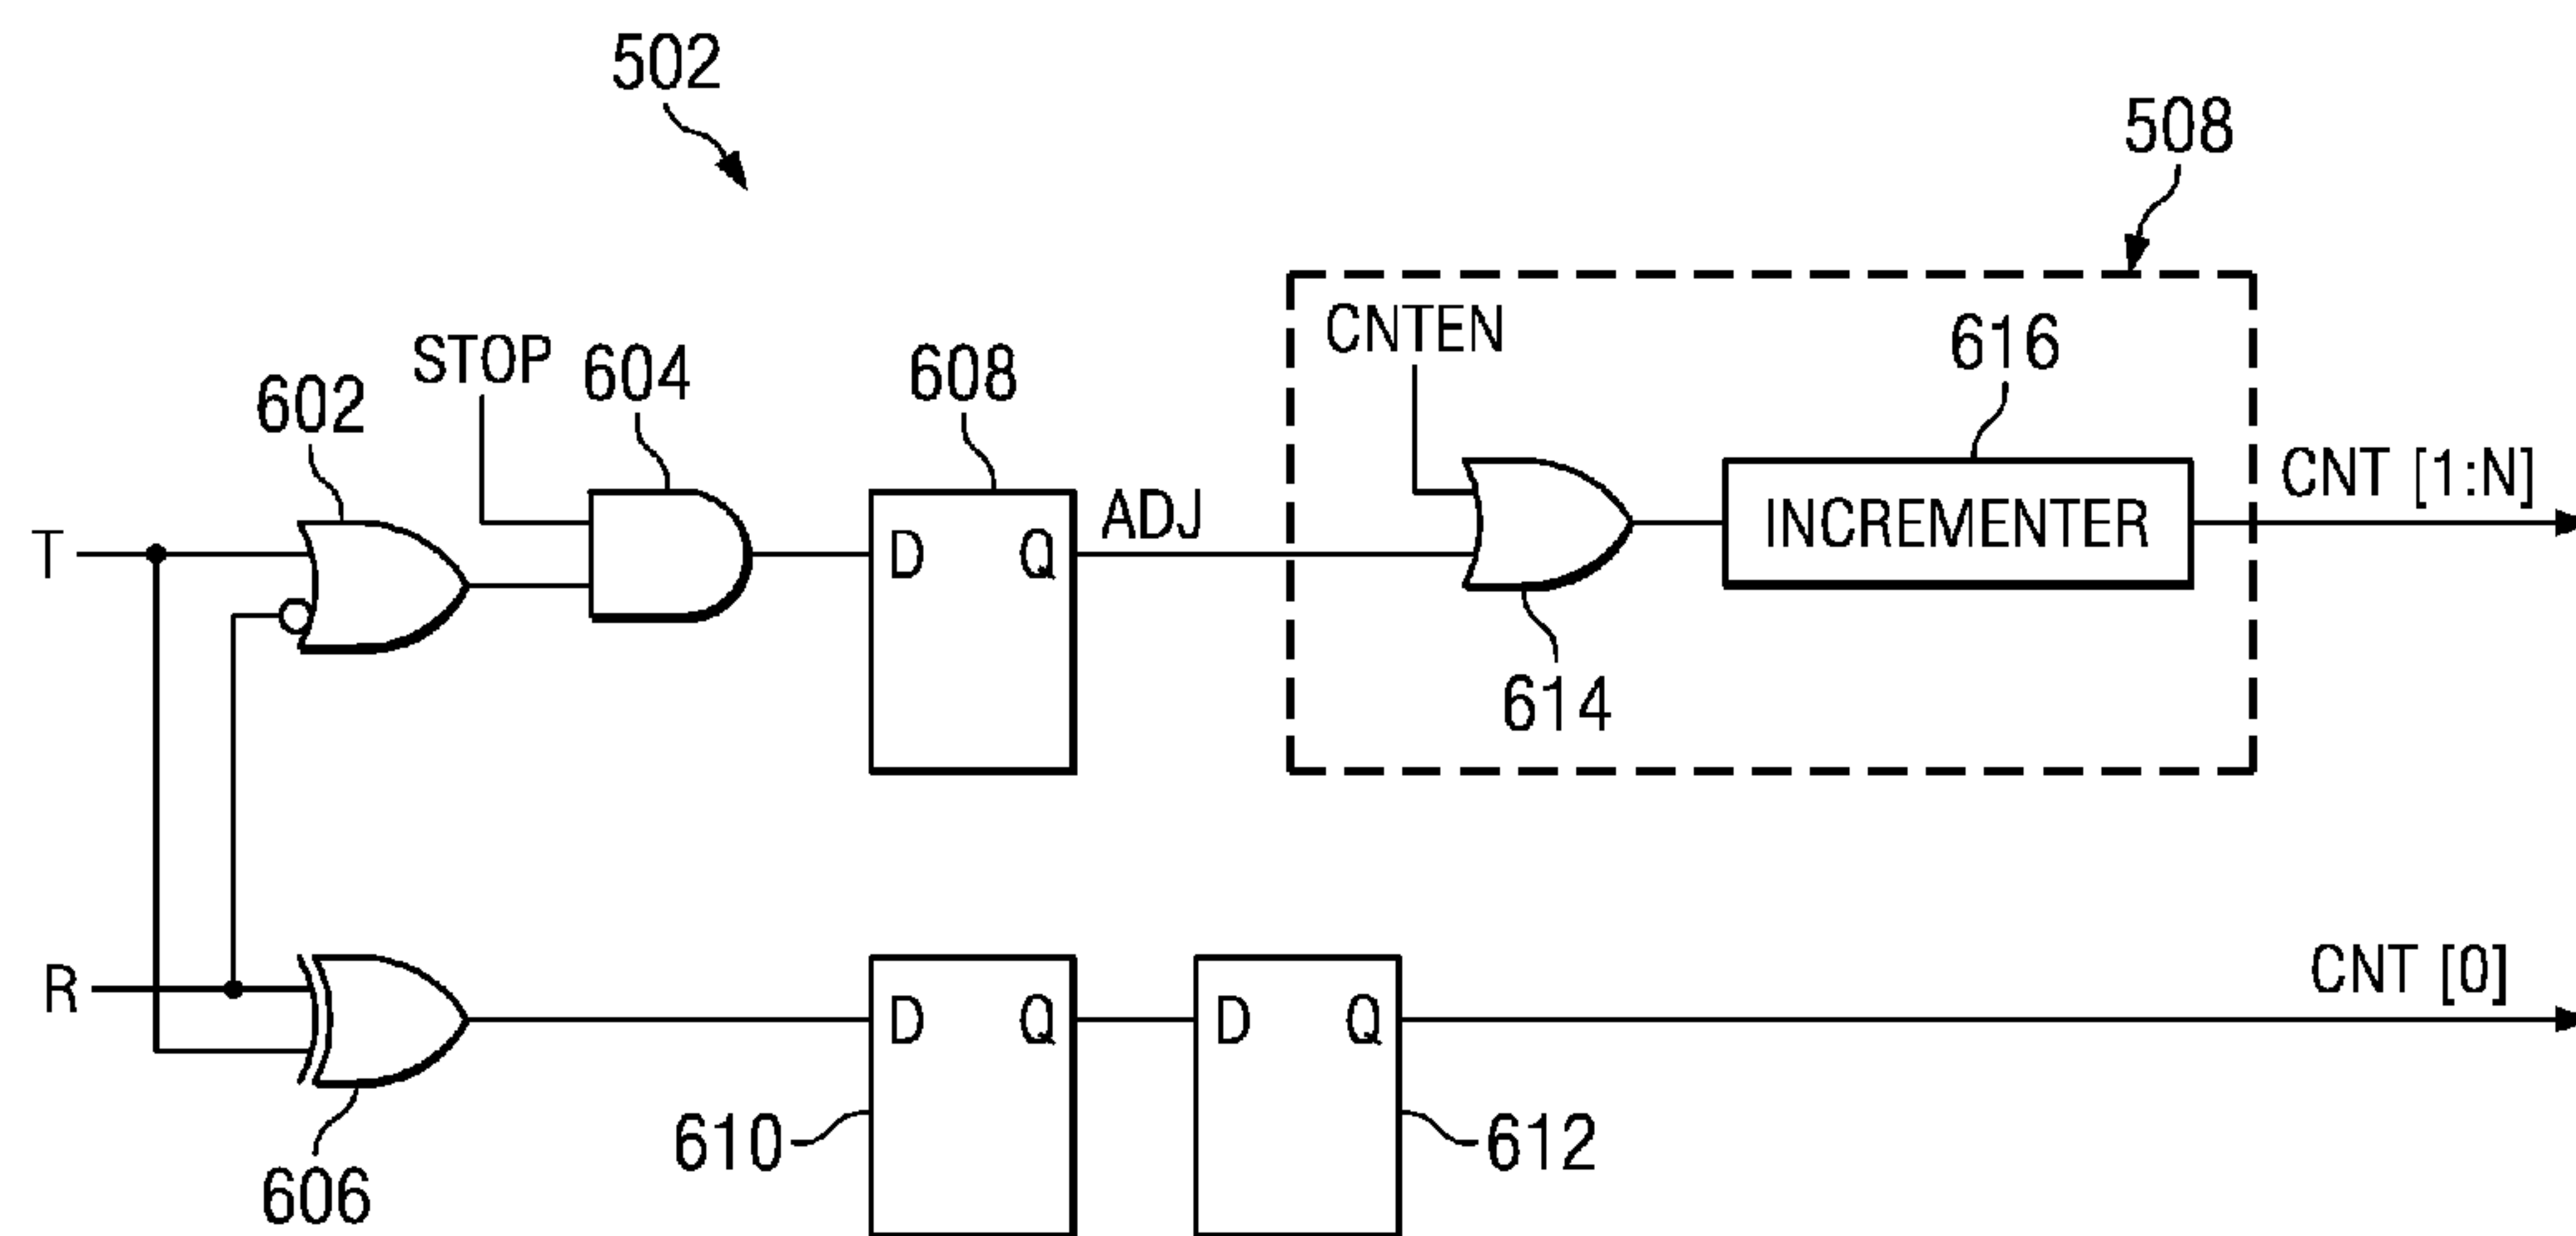 502
508
CNTEN
616
STOP
604
608
602
CNT [1:N]
INCREMENTER
ADJ
T
D
Q
614
CNT [0]
R
D
Q
D
Q
610
612
606